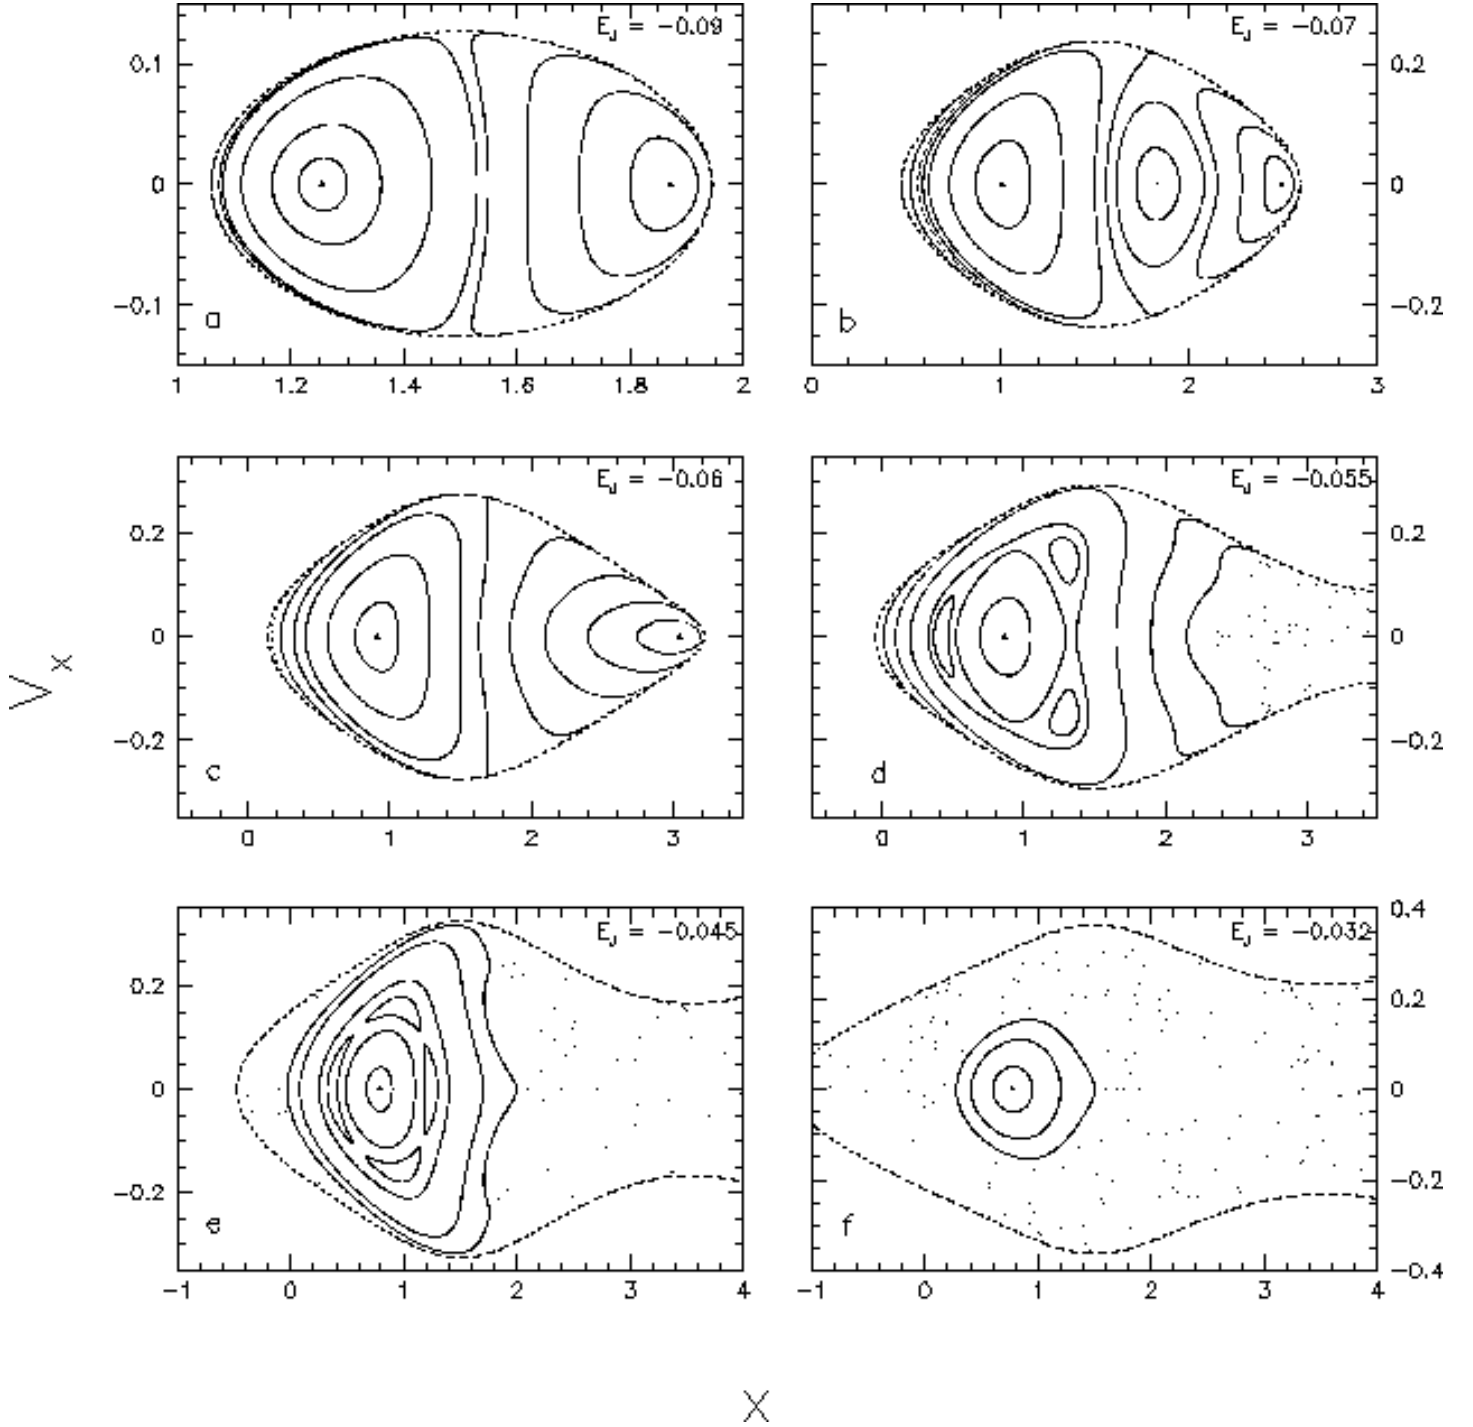 E_J = -0.09
E_J = -0.07
0.1
0
-0.1
0.2
0
-0.2
a
b
1 1.2 1.4 1.6 1.8 2
0 1 2 3
E_J = -0.06
E_J = -0.055
0.2
0
-0.2
0.2
0
-0.2
c
d
0 1 2 3
0 1 2 3
V_x
E_J = -0.045
E_J = -0.032
0.2
0
-0.2
0.4
0.2
0
-0.2
-0.4
e
f
-1 0 1 2 3 4
-1 0 1 2 3 4
X